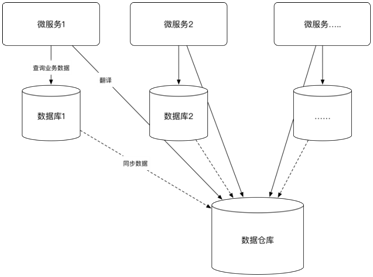 微服务1
微服务2
微服务.....
查询业务数据
翻译
数据库1
数据库2
......
同步数据
数据仓库